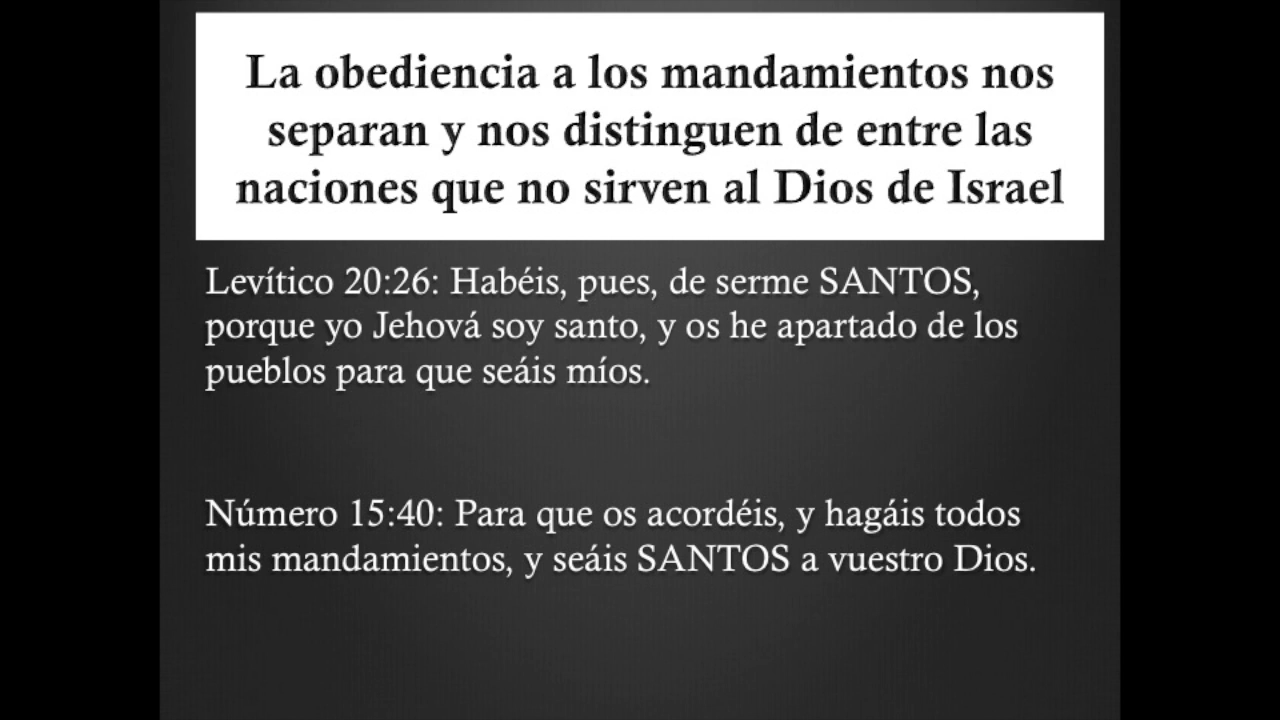 La obediencia a los mandamientos nos
separan y nos distinguen de entre las
naciones que no sirven al Dios de Israel
Levítico 20:26: Habéis, pues, de serme SANTOS,
porque yo Jehová soy santo, y os he apartado de los
pueblos para que seáis míos.
Número 15:40: Para que os acordéis, y hagáis todos
mis mandamientos, y seáis SANTOS a vuestro Dios.